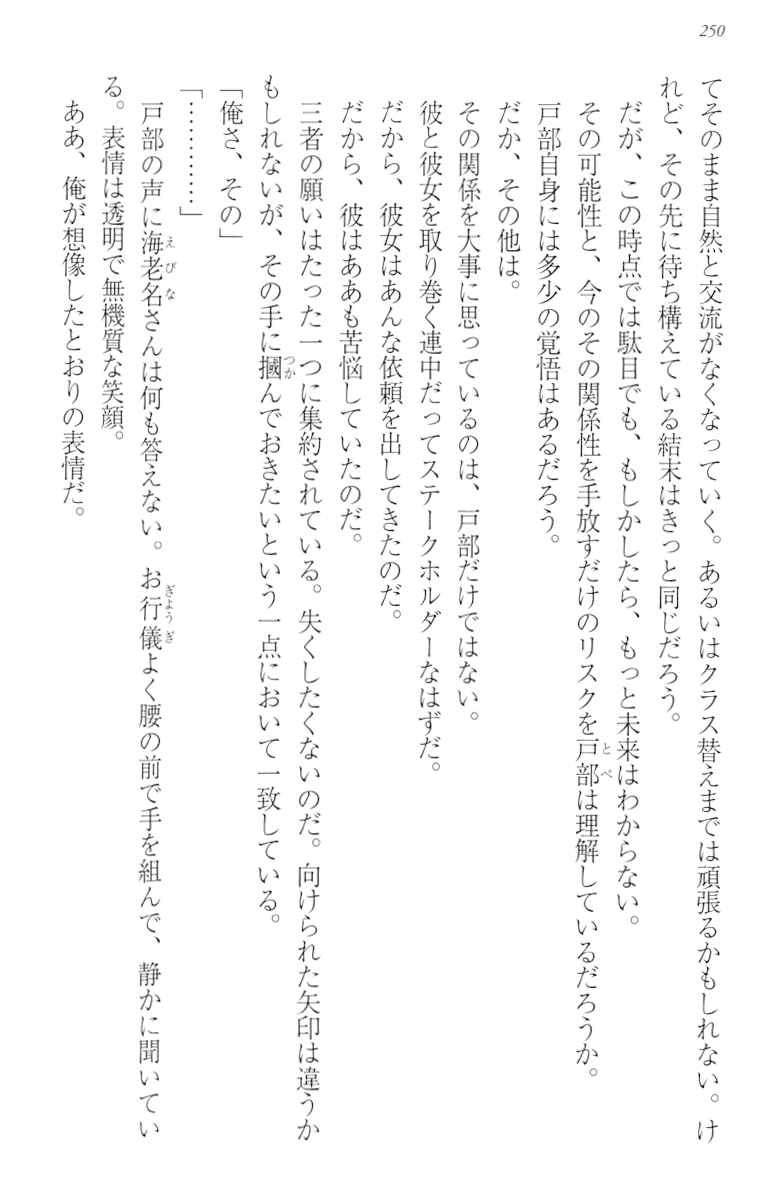 250
てそのまま自然と交流がなくなっていく。あるいはクラス替えまでは頑張るかもしれない。け
れど、その先に待ち構えている結末はきっと同じだろう。
だが、この時点では駄目でも、もしかしたら、もっと未来はわからない。
その可能性と、今のその関係性を手放すだけのリスクを戸部は理解しているだろうか。
戸部自身には多少の覚悟はあるだろう。
だか、その他は。
その関係を大事に思っているのは、戸部だけではない。
彼と彼女を取り巻く連中だってステークホルダーなはずだ。
だから、彼女はあんな依頼を出してきたのだ。
だから、彼はああも苦悩していたのだ。
三者の願いはたった一つに集約されている。失くしたくないのだ。向けられた矢印は違うか
もしれないが、その手に摑んでおきたいという一点において一致している。
「俺さ、その」
「…………」
戸部の声に海老名さんは何も答えない。お行儀よく腰の前で手を組んで、静かに聞いてい
る。表情は透明で無機質な笑顔。
ああ、俺が想像したとおりの表情だ。